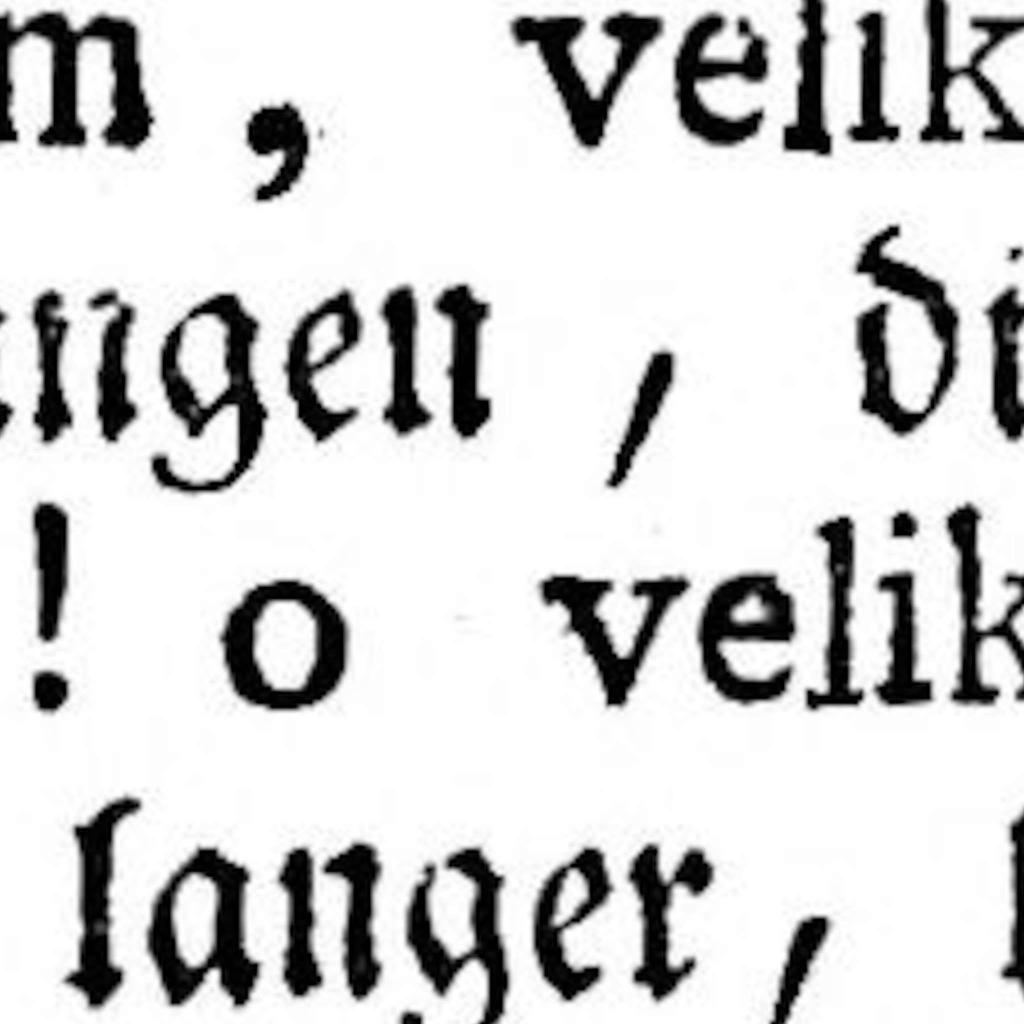 m, velik
ngen, di
! o velik
langer,